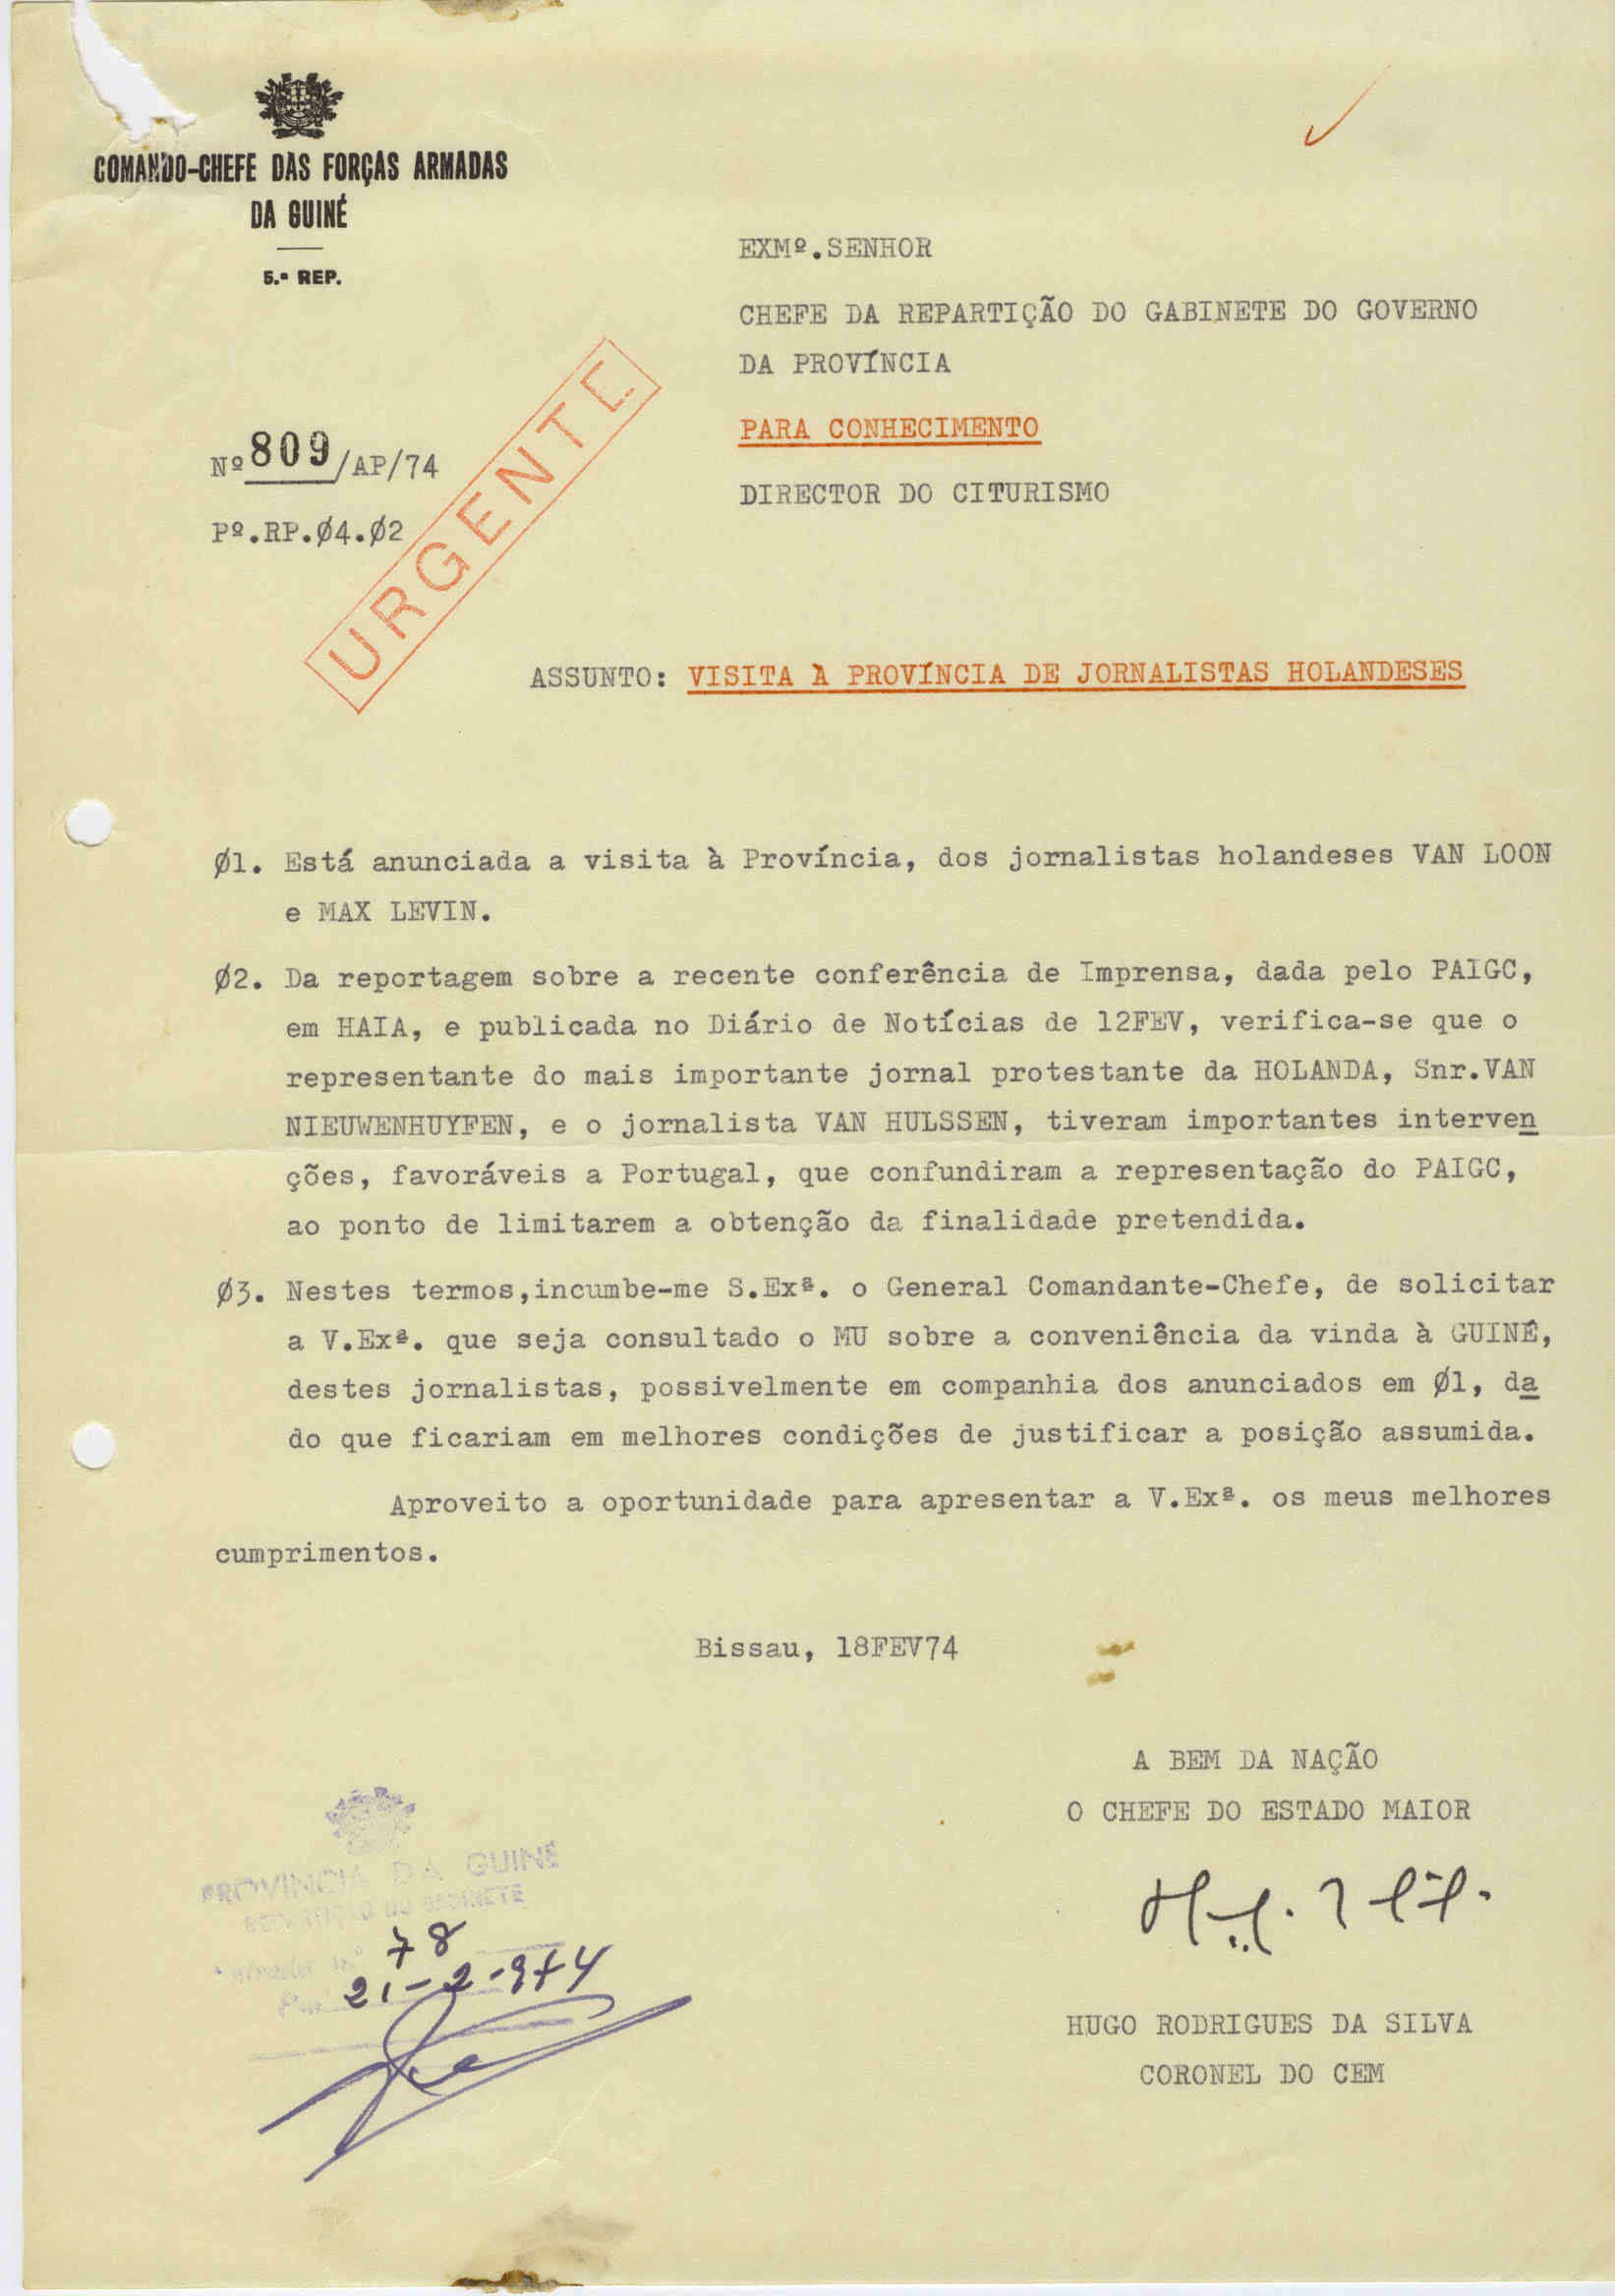 COMANDO-CHEFE DAS FORÇAS ARMADAS
DA GUINÉ
5.ª REP.
EXMº.SENHOR
CHEFE DA REPARTIÇÃO DO GABINETE DO GOVERNO
DA PROVÍNCIA
PARA CONHECIMENTO
DIRECTOR DO CITURISMO
Nº 809/AP/74
Pº.RP.Ø4.Ø2
URGENTE
ASSUNTO: VISITA À PROVÍNCIA DE JORNALISTAS HOLANDESES
Ø1. Está anunciada a visita à Província, dos jornalistas holandeses VAN LOON
e MAX LEVIN.
Ø2. Da reportagem sobre a recente conferência de Imprensa, dada pelo PAIGC,
em HAIA, e publicada no Diário de Notícias de 12FEV, verifica-se que o
representante do mais importante jornal protestante da HOLANDA, Snr.VAN
NIEUWENHUYFEN, e o jornalista VAN HULSSEN, tiveram importantes interven
ções, favoráveis a Portugal, que confundiram a representação do PAIGC,
ao ponto de limitarem a obtenção da finalidade pretendida.
Ø3. Nestes termos,incumbe-me S.Exª. o General Comandante-Chefe, de solicitar
a V.Exª. que seja consultado o MU sobre a conveniência da vinda à GUINÉ,
destes jornalistas, possivelmente em companhia dos anunciados em Ø1, da
do que ficariam em melhores condições de justificar a posição assumida.
Aproveito a oportunidade para apresentar a V.Exª. os meus melhores
cumprimentos.
Bissau, 18FEV74
A BEM DA NAÇÃO
O CHEFE DO ESTADO MAIOR
HUGO RODRIGUES DA SILVA
CORONEL DO CEM
PROVINCIA DA GUINÉ
REPARTIÇÃO DO GABINETE
78
21-2-974